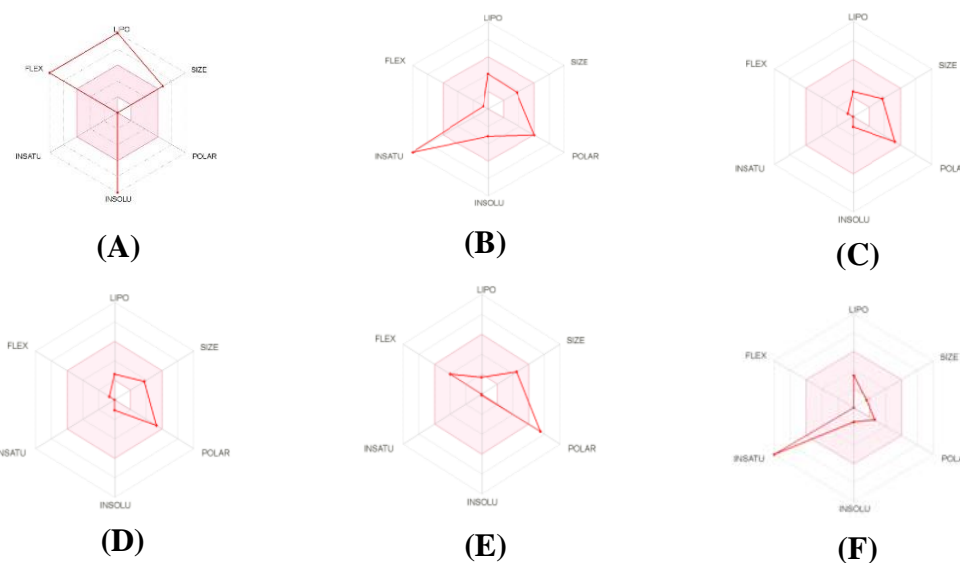 LIPO
FLEX
SIZE
INSATU
POLAR
INSOLU
(A)
LIPO
FLEX
SIZE
INSATU
POLAR
INSOLU
(B)
LIPO
FLEX
SIZE
INSATU
POLA
INSOLU
(C)
LIPO
FLEX
SIZE
NSATU
POLAR
INSOLU
(D)
LIPO
FLEX
SIZE
INSATU
POLAR
INSOLU
(E)
LIPO
FLEX
SIZE
INSATU
POLA
INSOLU
(F)